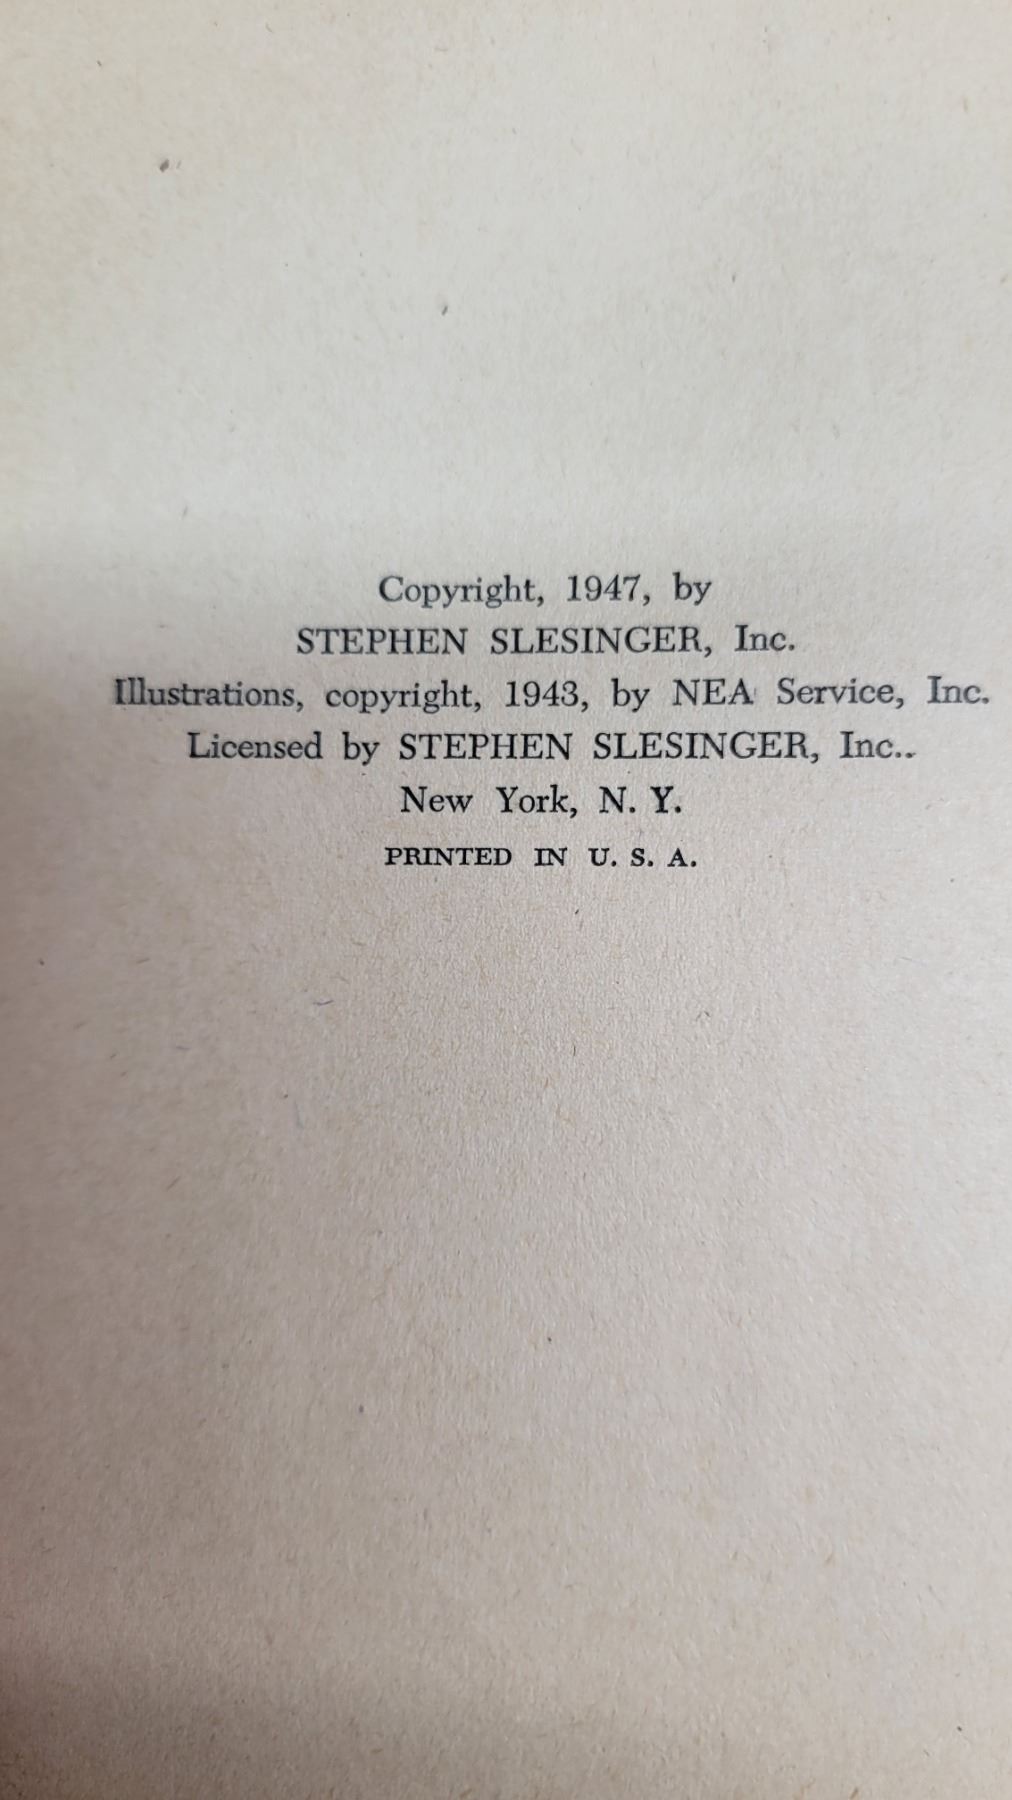 Copyright, 1947, by
STEPHEN SLESINGER, Inc.
Illustrations, copyright, 1943, by NEA Service, Inc.
Licensed by STEPHEN SLESINGER, Inc..
New York, N. Y.
PRINTED IN U. S. A.